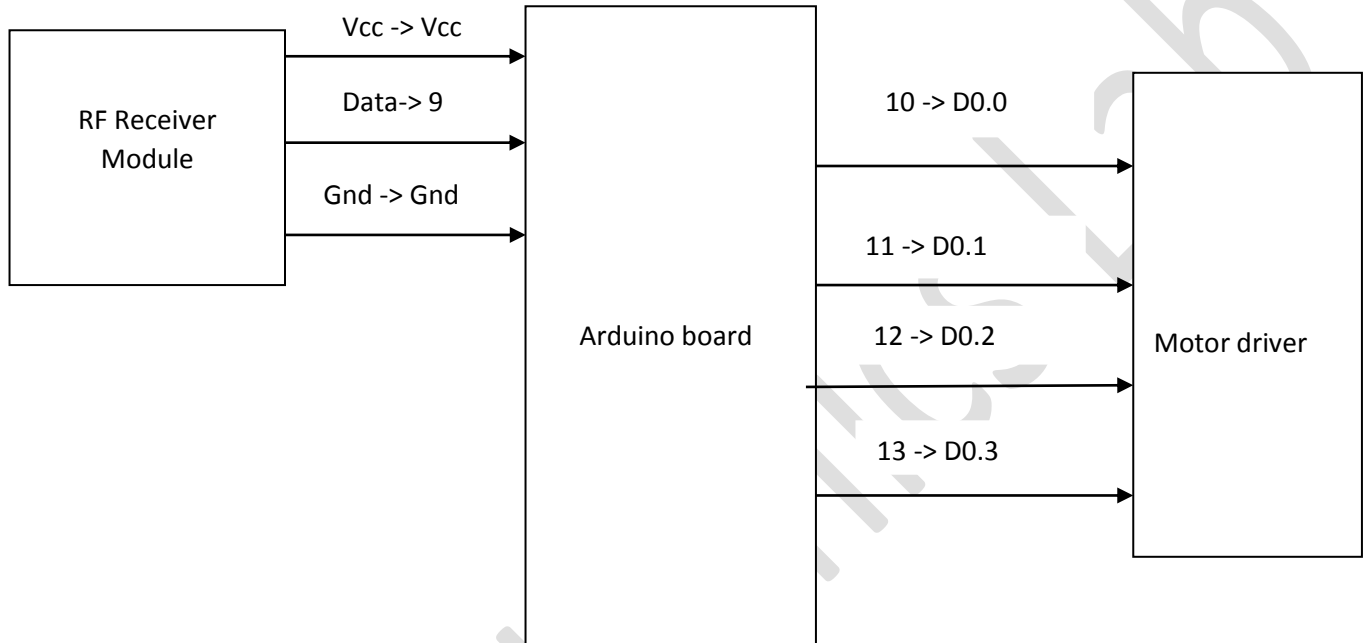 Vcc -> Vcc
Data-> 9
Gnd -> Gnd
RF Receiver
Module
Arduino board
10 -> D0.0
11 -> D0.1
12 -> D0.2
13 -> D0.3
Motor driver